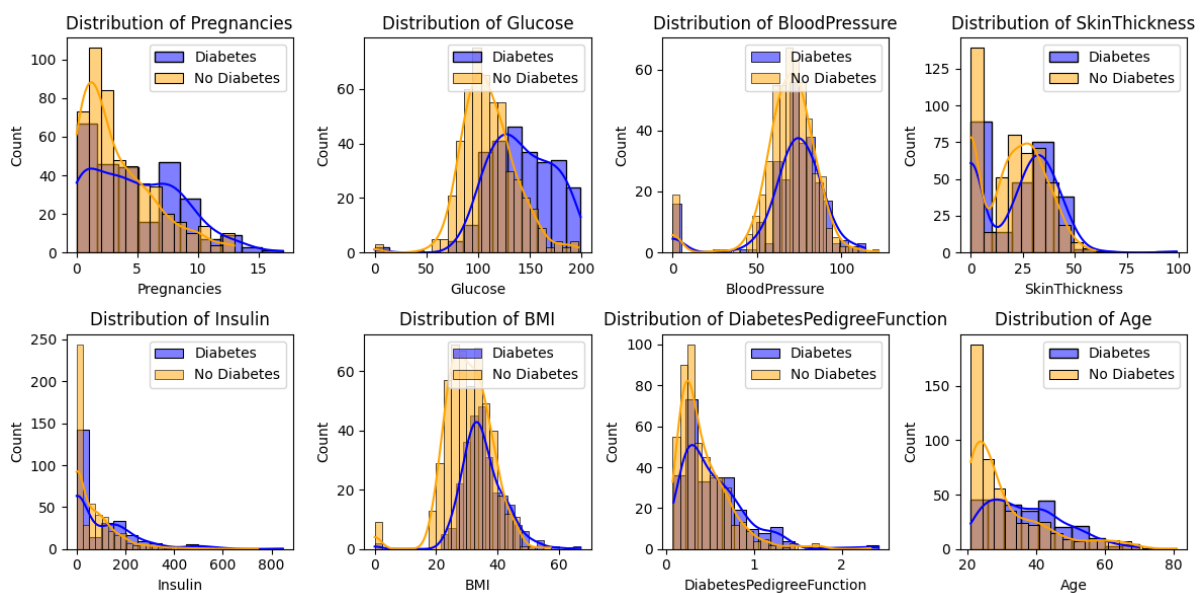 Distribution of Pregnancies
Diabetes
No Diabetes
100
80
60
40
20
0
Count
0 5 10 15
Pregnancies
Distribution of Glucose
Diabetes
No Diabetes
60
40
20
0
Count
0 50 100 150 200
Glucose
Distribution of BloodPressure
Diabetes
No Diabetes
60
40
20
0
Count
0 50 100
BloodPressure
Distribution of SkinThickness
Diabetes
No Diabetes
125
100
75
50
25
0
Count
0 25 50 75 100
SkinThickness
Distribution of Insulin
Diabetes
No Diabetes
250
200
150
100
50
0
Count
0 200 400 600 800
Insulin
Distribution of BMI
Diabetes
No Diabetes
60
40
20
0
Count
0 20 40 60
BMI
Distribution of DiabetesPedigreeFunction
Diabetes
No Diabetes
100
80
60
40
20
0
Count
0 1 2
DiabetesPedigreeFunction
Distribution of Age
Diabetes
No Diabetes
150
100
50
0
Count
20 40 60 80
Age